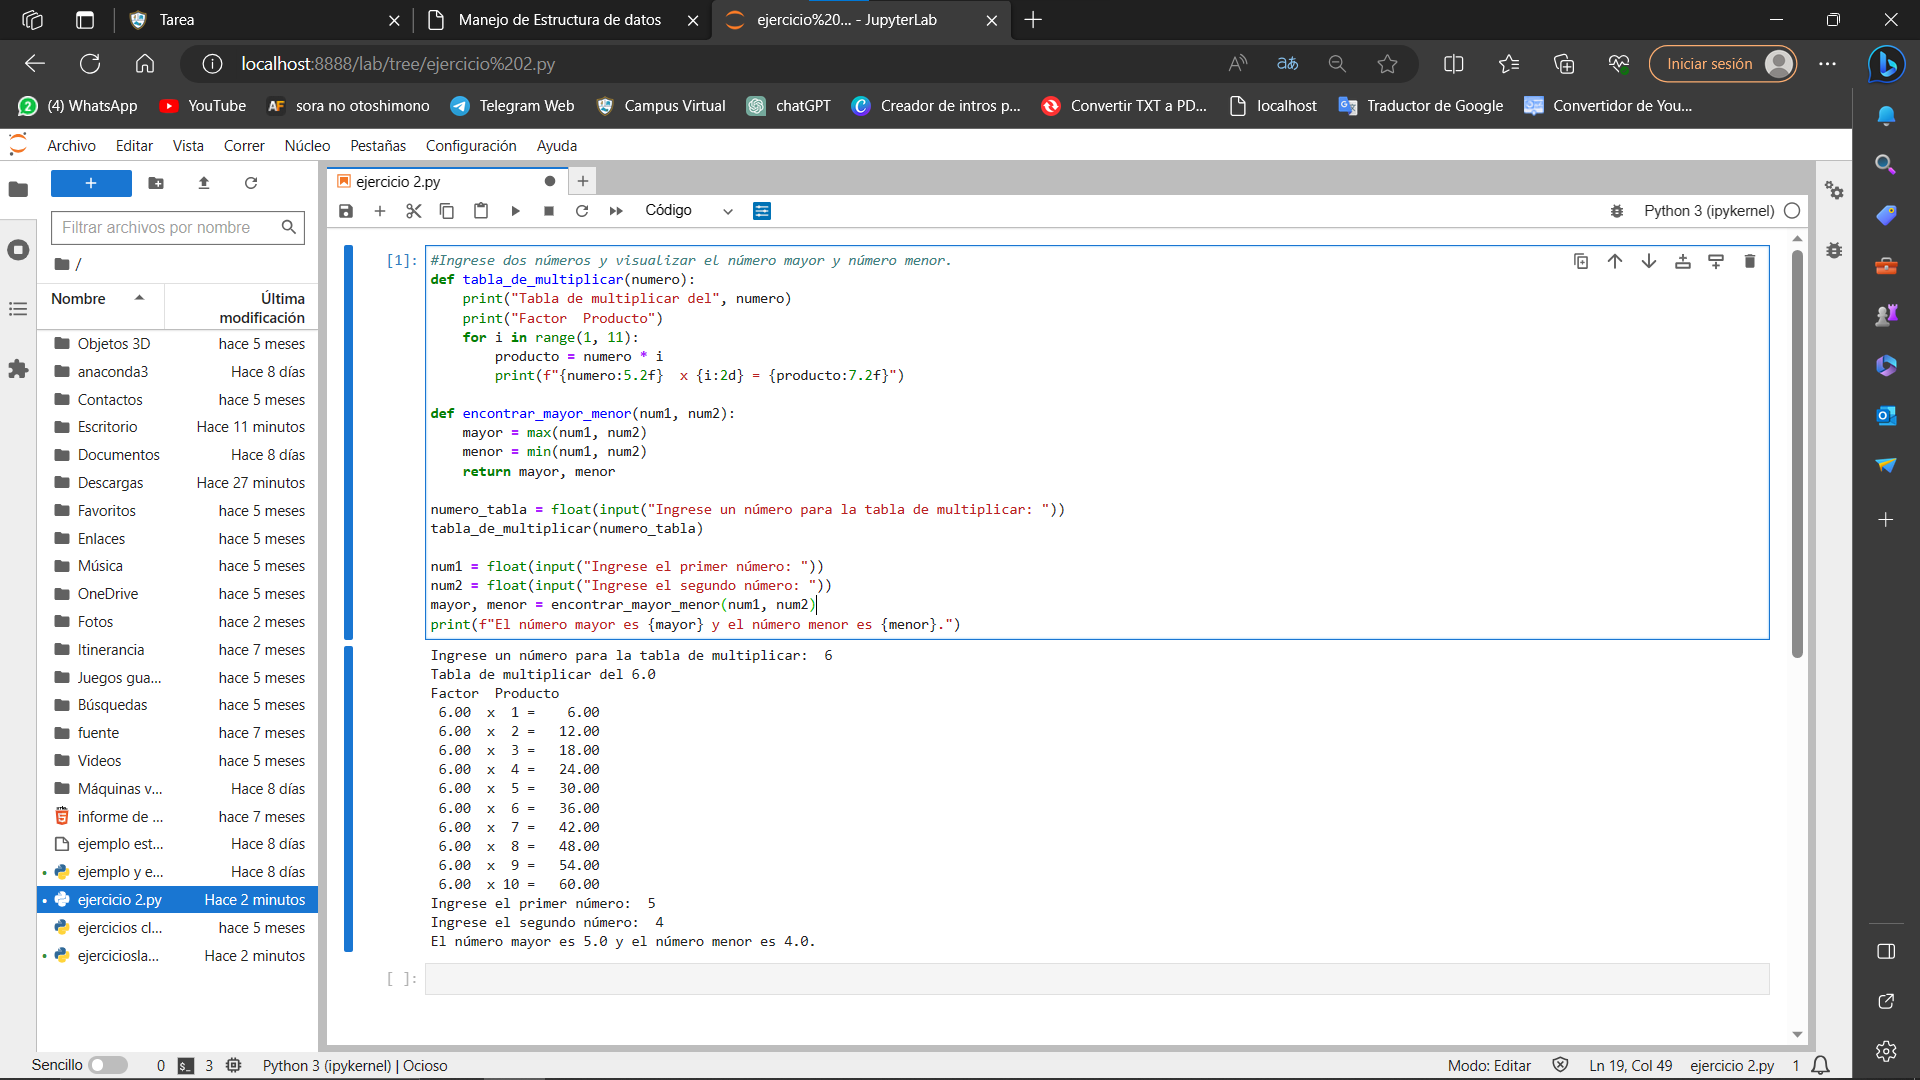 Tarea
Manejo de Estructura de datos
ejercicio%20... - JupyterLab
localhost:8888/lab/tree/ejercicio%202.py
Iniciar sesión
(4) WhatsApp
YouTube
AF sora no otoshimono
Telegram Web
Campus Virtual
chatGPT
Creador de intros p...
Convertir TXT a PD...
localhost
Traductor de Google
Convertidor de You...
Archivo Editar Vista Correr Núcleo Pestañas Configuración Ayuda
Filtrar archivos por nombre
/
Nombre Última modificación
Objetos 3D hace 5 meses
anaconda3 Hace 8 días
Contactos hace 5 meses
Escritorio Hace 11 minutos
Documentos Hace 8 días
Descargas Hace 27 minutos
Favoritos hace 5 meses
Enlaces hace 5 meses
Música hace 5 meses
OneDrive hace 5 meses
Fotos hace 2 meses
Itinerancia hace 7 meses
Juegos gua... hace 5 meses
Búsquedas hace 5 meses
fuente hace 7 meses
Videos hace 5 meses
Máquinas v... Hace 8 días
informe de ... hace 7 meses
ejemplo est... Hace 8 días
ejemplo y e... Hace 8 días
ejercicio 2.py Hace 2 minutos
ejercicios cl... hace 5 meses
ejerciciosla... Hace 2 minutos
ejercicio 2.py
Código
Python 3 (ipykernel)
[1]:
#Ingrese dos números y visualizar el número mayor y número menor.
def tabla_de_multiplicar(numero):
    print("Tabla de multiplicar del", numero)
    print("Factor  Producto")
    for i in range(1, 11):
        producto = numero * i
        print(f"{numero:5.2f}  x {i:2d} = {producto:7.2f}")
def encontrar_mayor_menor(num1, num2):
    mayor = max(num1, num2)
    menor = min(num1, num2)
    return mayor, menor
numero_tabla = float(input("Ingrese un número para la tabla de multiplicar: "))
tabla_de_multiplicar(numero_tabla)
num1 = float(input("Ingrese el primer número: "))
num2 = float(input("Ingrese el segundo número: "))
mayor, menor = encontrar_mayor_menor(num1, num2)
print(f"El número mayor es {mayor} y el número menor es {menor}.")
Ingrese un número para la tabla de multiplicar:  6
Tabla de multiplicar del 6.0
Factor  Producto
 6.00  x  1 =    6.00
 6.00  x  2 =   12.00
 6.00  x  3 =   18.00
 6.00  x  4 =   24.00
 6.00  x  5 =   30.00
 6.00  x  6 =   36.00
 6.00  x  7 =   42.00
 6.00  x  8 =   48.00
 6.00  x  9 =   54.00
 6.00  x 10 =   60.00
Ingrese el primer número:  5
Ingrese el segundo número:  4
El número mayor es 5.0 y el número menor es 4.0.
[ ]:
Sencillo 0 3 Python 3 (ipykernel) | Ocioso Modo: Editar Ln 19, Col 49 ejercicio 2.py 1